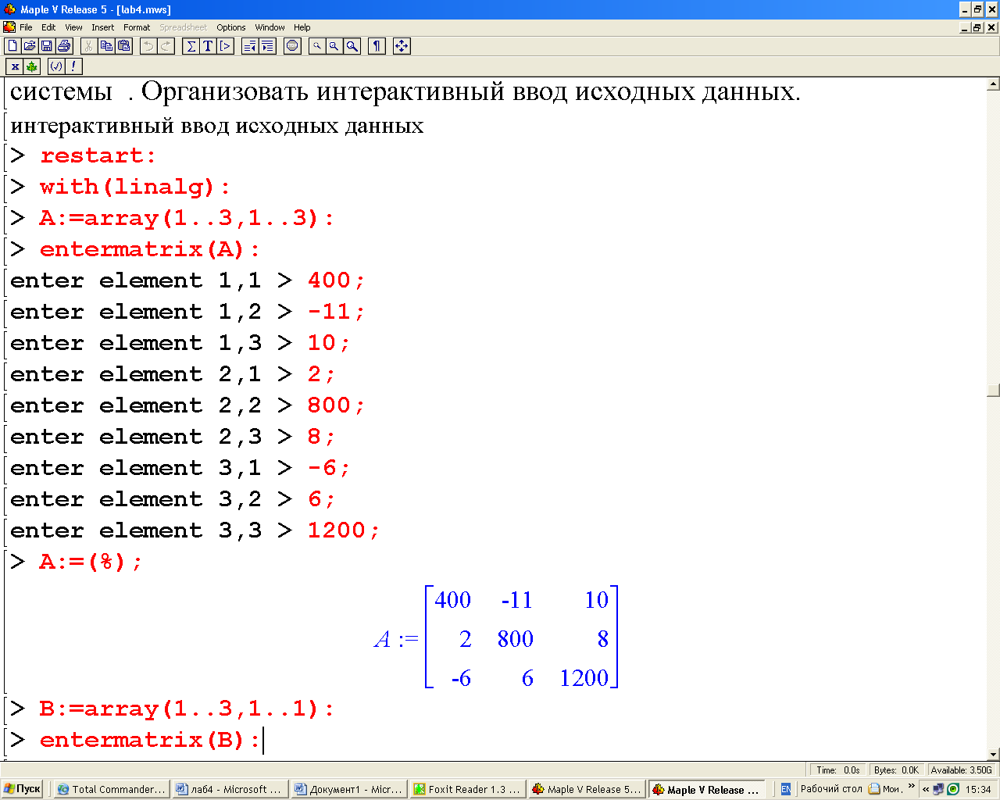 Maple V Release 5 - [lab4.mws]
File Edit View Insert Format Spreadsheet Options Window Help
системы . Организовать интерактивный ввод исходных данных.
интерактивный ввод исходных данных
> restart:
> with(linalg):
> A:=array(1..3,1..3):
> entermatrix(A):
enter element 1,1 > 400;
enter element 1,2 > -11;
enter element 1,3 > 10;
enter element 2,1 > 2;
enter element 2,2 > 800;
enter element 2,3 > 8;
enter element 3,1 > -6;
enter element 3,2 > 6;
enter element 3,3 > 1200;
> A:=(%);
400 -11 10
A := 2 800 8
-6 6 1200
> B:=array(1..3,1..1):
> entermatrix(B):
Time: 0.0s Bytes: 0.0K Available: 3.50G
Пуск Total Commander... лаб4 - Microsoft ... Документ1 - Micr... Foxit Reader 1.3 ... Maple V Release 5... Maple V Release ... EN Рабочий стол Мои. » « 15:34